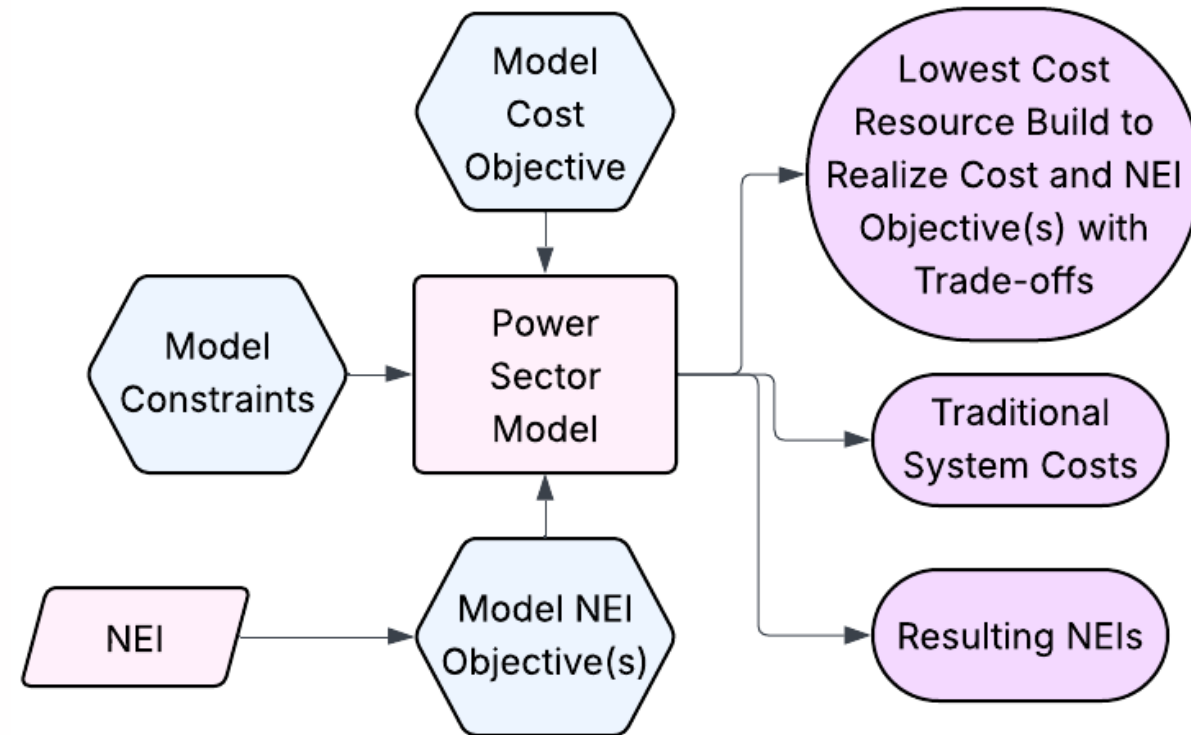 Model
Cost
Objective
Lowest Cost
Resource Build to
Realize Cost and NEI
Objective(s) with
Trade-offs
Model
Constraints
Power
Sector
Model
Traditional
System Costs
NEI
Model NEI
Objective(s)
Resulting NEIs